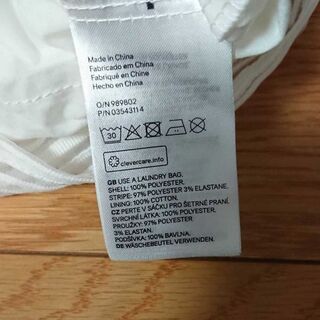 Made in China
Fabricado em China
Fabriqué en China
Hecho en China
O/N 989802
P/N 03543114
30
clevercare.info
GB USE A LAUNDRY BAG.
SHELL: 100% POLYESTER.
STRIPE: 97% POLYESTER 3% ELASTANE.
LINING: 100% COTTON.
CZ PERTE V SÁČKU PRO ŠETRNÉ PRANÍ.
SVRCHNÍ LÁTKA: 100% POLYESTER.
PROUŽKY: 97% POLYESTER
3% ELASTAN.
PODŠÍVKA: 100% BAVLNA.
DE WÄSCHEBEUTEL VERWENDEN.